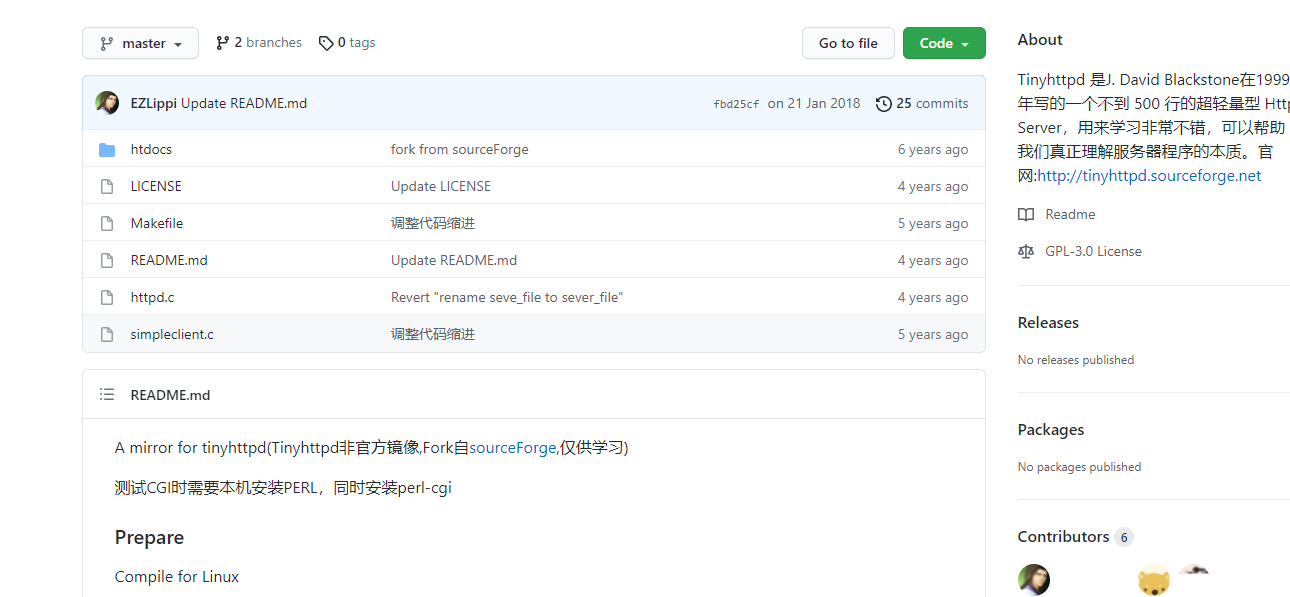 master 2 branches 0 tags Go to file Code
EZLippi Update README.md fbd25cf on 21 Jan 2018 25 commits
htdocs fork from sourceForge 6 years ago
LICENSE Update LICENSE 4 years ago
Makefile 调整代码缩进 5 years ago
README.md Update README.md 4 years ago
httpd.c Revert "rename seve_file to sever_file" 4 years ago
simpleclient.c 调整代码缩进 5 years ago
README.md
A mirror for tinyhttpd(Tinyhttpd非官方镜像,Fork自sourceForge,仅供学习)
测试CGI时需要本机安装PERL，同时安装perl-cgi
Prepare
Compile for Linux
About
Tinyhttpd 是J. David Blackstone在1999
年写的一个不到 500 行的超轻量型
Server，用来学习非常不错，可以帮助
我们真正理解服务器程序的本质。官
网:http://tinyhttpd.sourceforge.net
Readme
GPL-3.0 License
Releases
No releases published
Packages
No packages published
Contributors 6